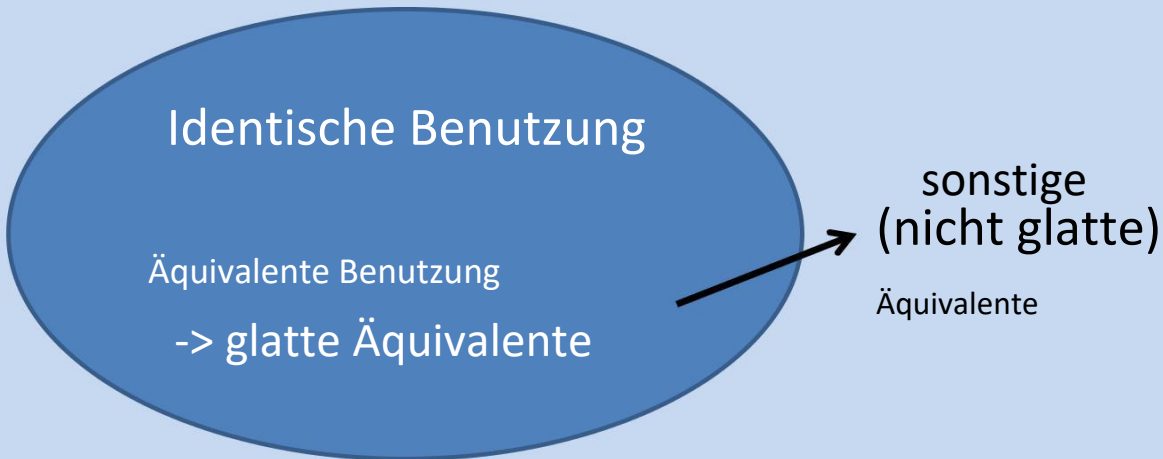 Identische Benutzung
Äquivalente Benutzung
-> glatte Äquivalente
sonstige
(nicht glatte)
Äquivalente